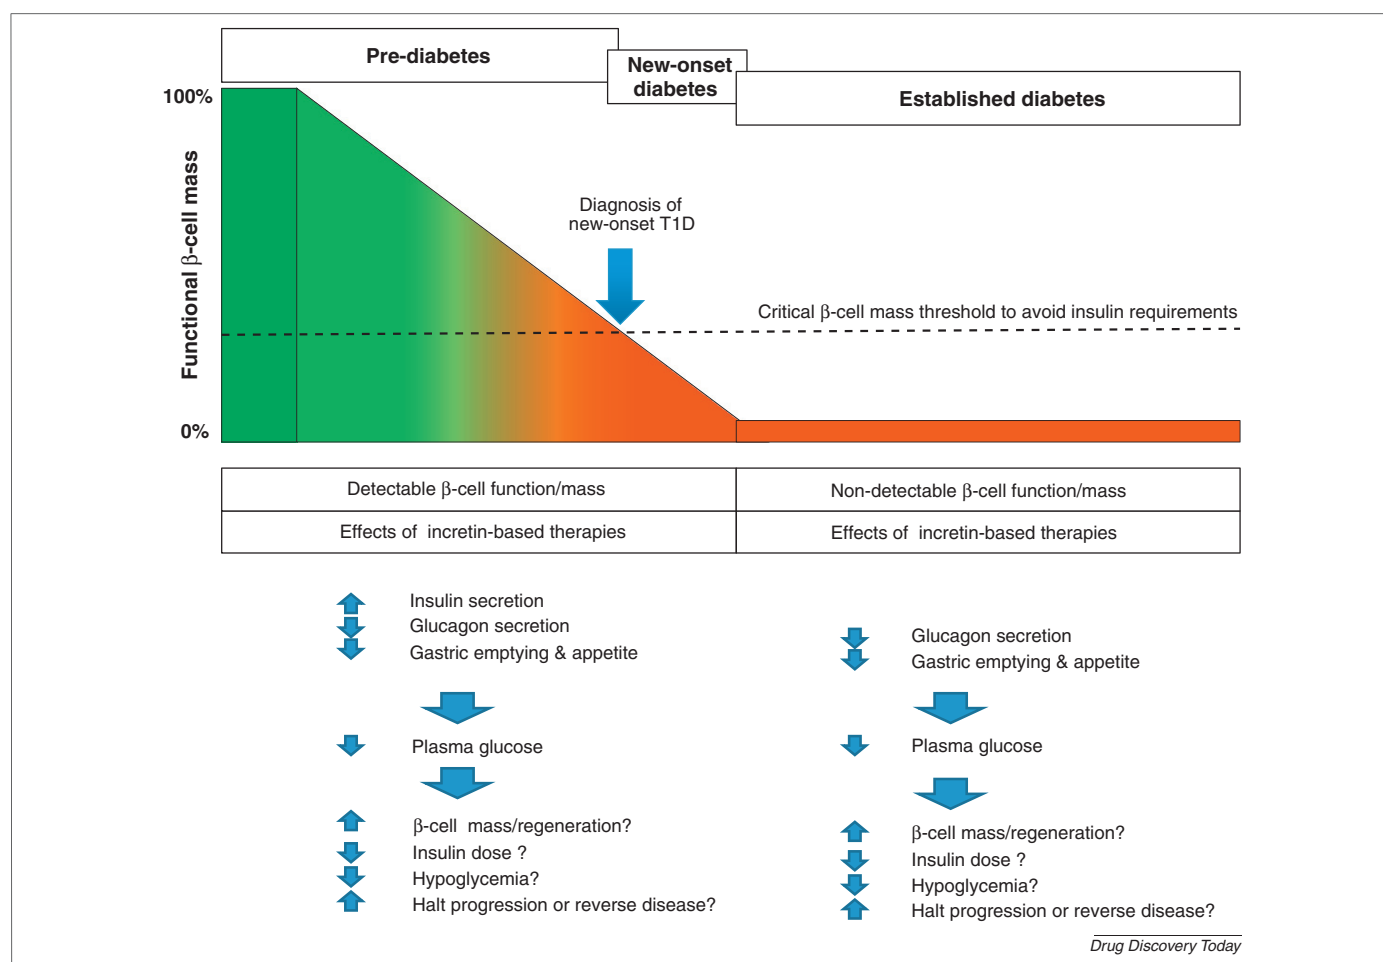 Pre-diabetes
New-onset
diabetes
Established diabetes
100%
Functional β-cell mass
0%
Diagnosis of
new-onset T1D
Critical β-cell mass threshold to avoid insulin requirements
Detectable β-cell function/mass
Non-detectable β-cell function/mass
Effects of incretin-based therapies
Effects of incretin-based therapies
Insulin secretion
Glucagon secretion
Gastric emptying & appetite
Plasma glucose
β-cell mass/regeneration?
Insulin dose ?
Hypoglycemia?
Halt progression or reverse disease?
Glucagon secretion
Gastric emptying & appetite
Plasma glucose
β-cell mass/regeneration?
Insulin dose ?
Hypoglycemia?
Halt progression or reverse disease?
Drug Discovery Today